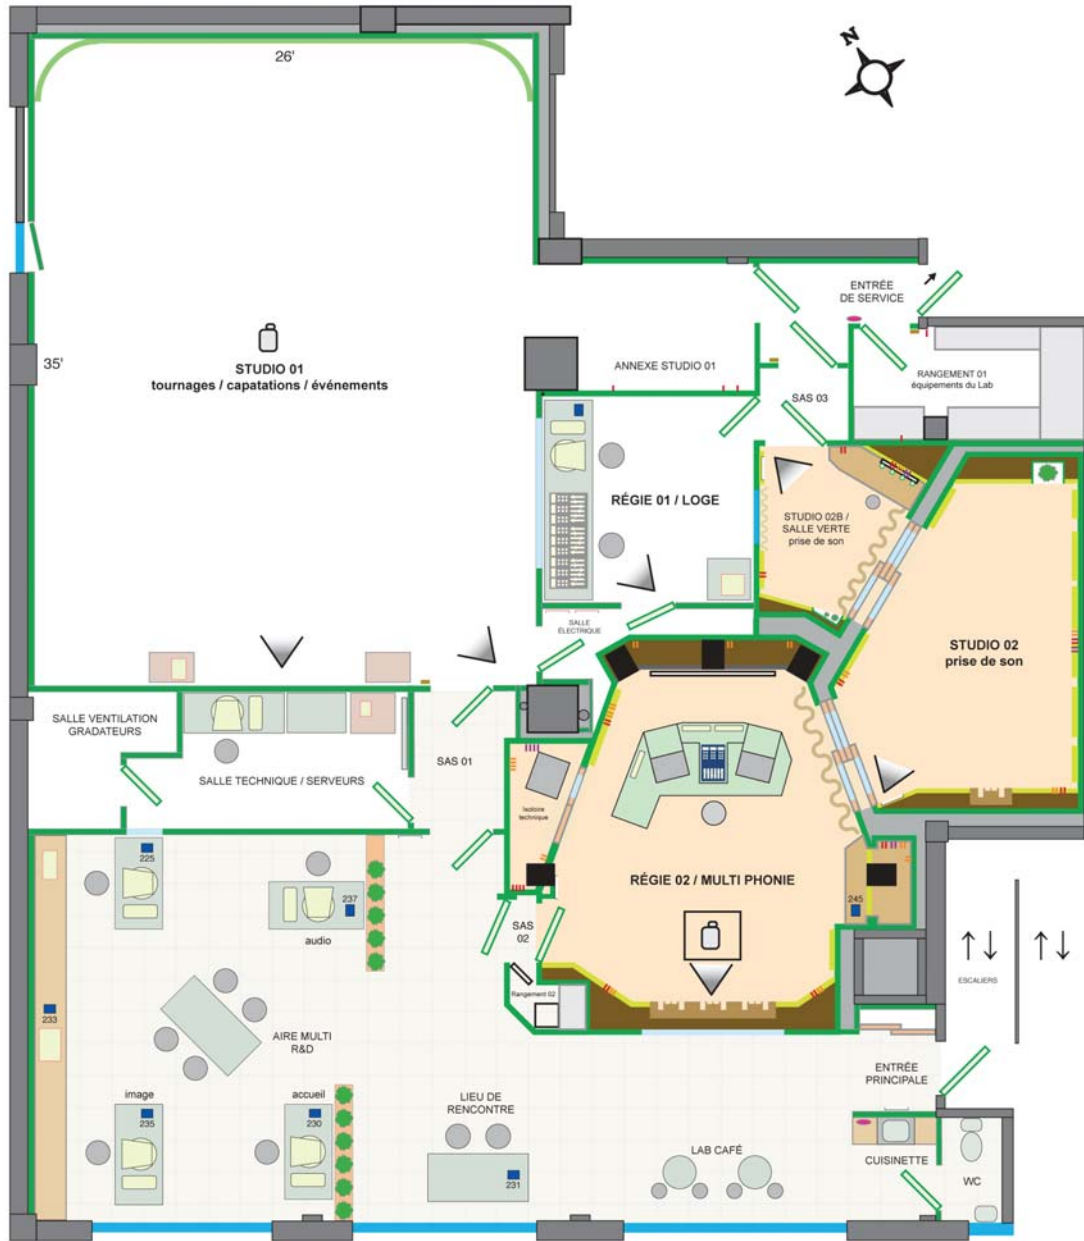 26'
N
ENTRÉE
DE SERVICE
35'
STUDIO 01
tournages / capatations / événements
ANNEXE STUDIO 01
RANGEMENT 01
équipements du Lab
SAS 03
RÉGIE 01 / LOGE
STUDIO 02B /
SALLE VERTE
prise de son
SALLE
ÉLECTRIQUE
STUDIO 02
prise de son
SALLE VENTILATION
GRADATEURS
SALLE TECHNIQUE / SERVEURS
SAS 01
Isoloire
technique
RÉGIE 02 / MULTI PHONIE
225
237
audio
245
SAS
02
Rangement 02
ESCALIERS
233
AIRE MULTI
R&D
ENTRÉE
PRINCIPALE
image
235
accueil
230
LIEU DE
RENCONTRE
231
LAB CAFÉ
CUISINETTE
WC